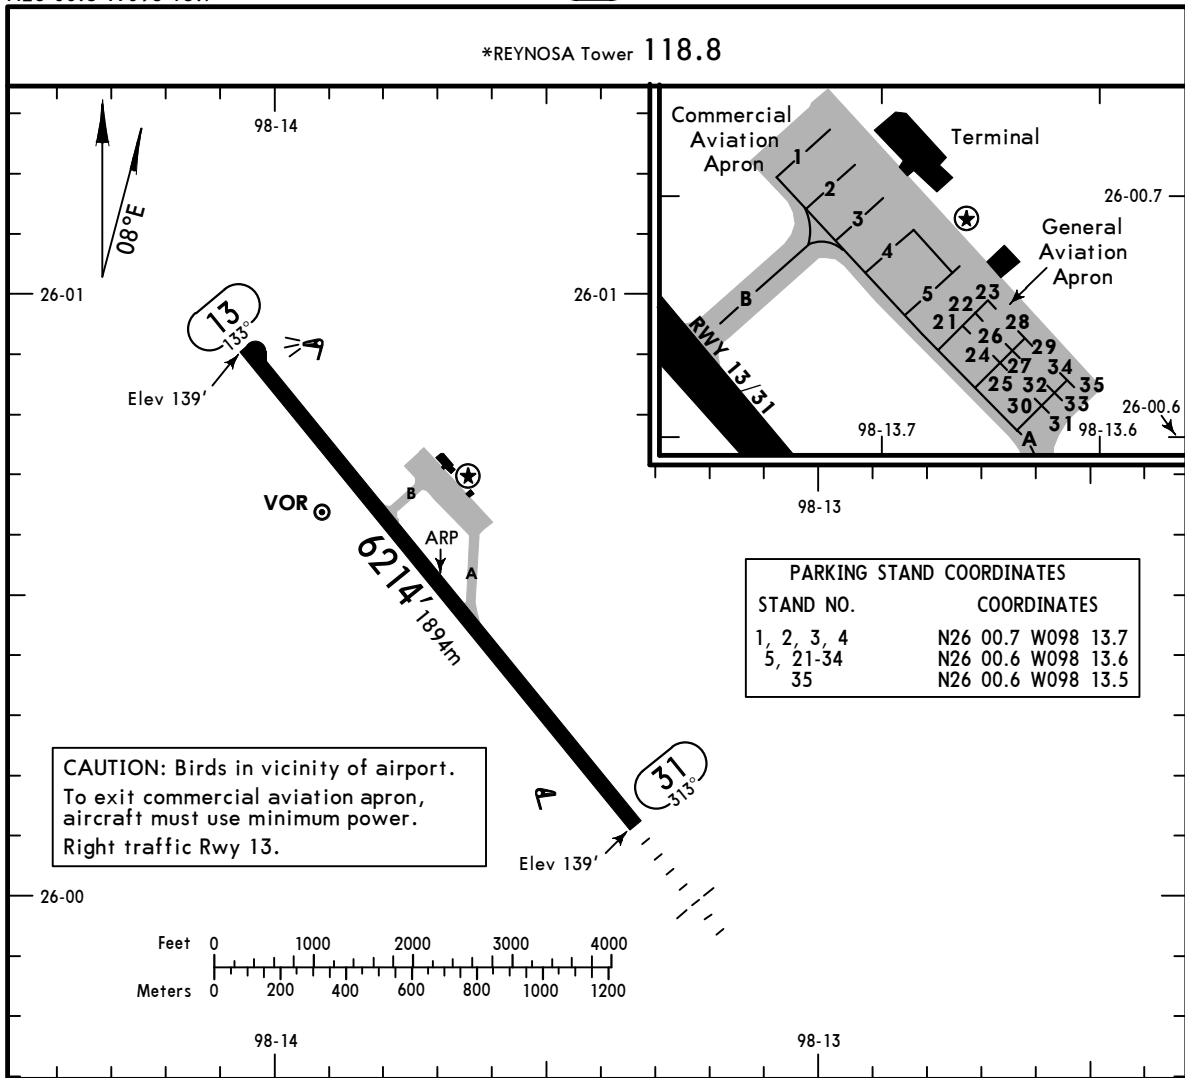 *REYNOSA Tower 118.8
98-14
08°E
26-01
26-01
13
133°
Elev 139'
VOR
B
ARP
A
6214'
1894m
31
313°
Elev 139'
Commercial
Aviation
Apron
Terminal
26-00.7
General
Aviation
Apron
1
2
3
4
5
B
RWY 13/31
21
22
23
24
25
26
27
28
29
30
31
32
33
34
35
A
98-13.7
98-13.6
26-00.6
98-13
PARKING STAND COORDINATES
STAND NO. COORDINATES
1, 2, 3, 4 N26 00.7 W098 13.7
5, 21-34 N26 00.6 W098 13.6
35 N26 00.6 W098 13.5
CAUTION: Birds in vicinity of airport.
To exit commercial aviation apron,
aircraft must use minimum power.
Right traffic Rwy 13.
26-00
Feet 0 1000 2000 3000 4000
Meters 0 200 400 600 800 1000 1200
98-14
98-13